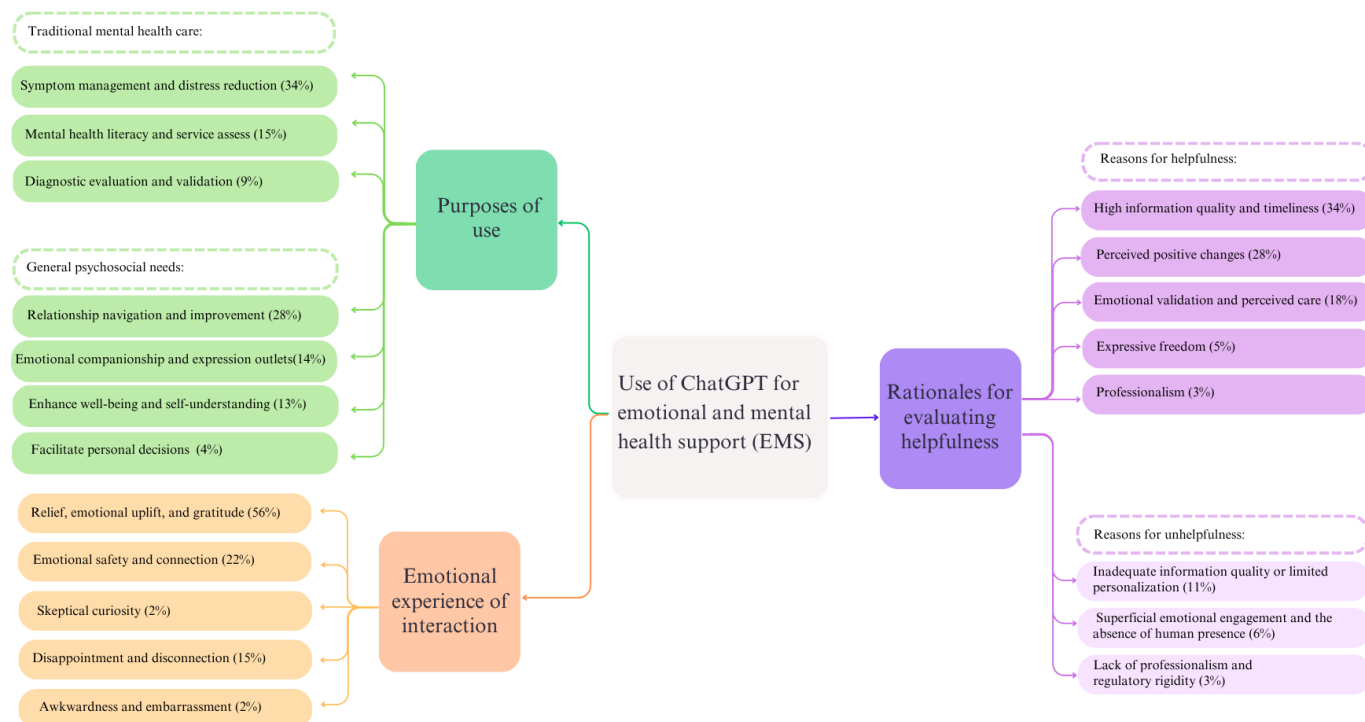 Traditional mental health care:
Symptom management and distress reduction (34%)
Mental health literacy and service assess (15%)
Diagnostic evaluation and validation (9%)
General psychosocial needs:
Relationship navigation and improvement (28%)
Emotional companionship and expression outlets(14%)
Enhance well-being and self-understanding (13%)
Facilitate personal decisions (4%)
Purposes of
use
Relief, emotional uplift, and gratitude (56%)
Emotional safety and connection (22%)
Skeptical curiosity (2%)
Disappointment and disconnection (15%)
Awkwardness and embarrassment (2%)
Emotional
experience of
interaction
Use of ChatGPT for
emotional and mental
health support (EMS)
Rationales for
evaluating
helpfulness
Reasons for helpfulness:
High information quality and timeliness (34%)
Perceived positive changes (28%)
Emotional validation and perceived care (18%)
Expressive freedom (5%)
Professionalism (3%)
Reasons for unhelpfulness:
Inadequate information quality or limited
personalization (11%)
Superficial emotional engagement and the
absence of human presence (6%)
Lack of professionalism and
regulatory rigidity (3%)